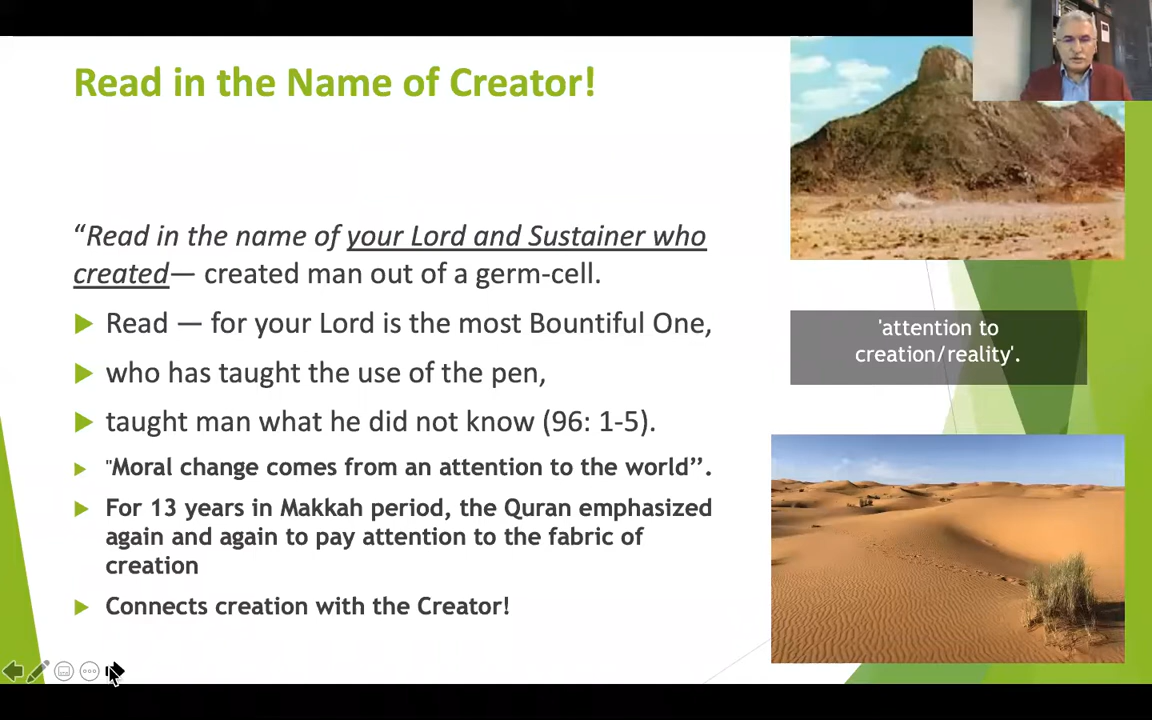 Read in the Name of Creator!
“Read in the name of your Lord and Sustainer who
created— created man out of a germ-cell.
Read — for your Lord is the most Bountiful One,
who has taught the use of the pen,
taught man what he did not know (96: 1-5).
"Moral change comes from an attention to the world”.
For 13 years in Makkah period, the Quran emphasized
again and again to pay attention to the fabric of
creation
Connects creation with the Creator!
'attention to
creation/reality'.